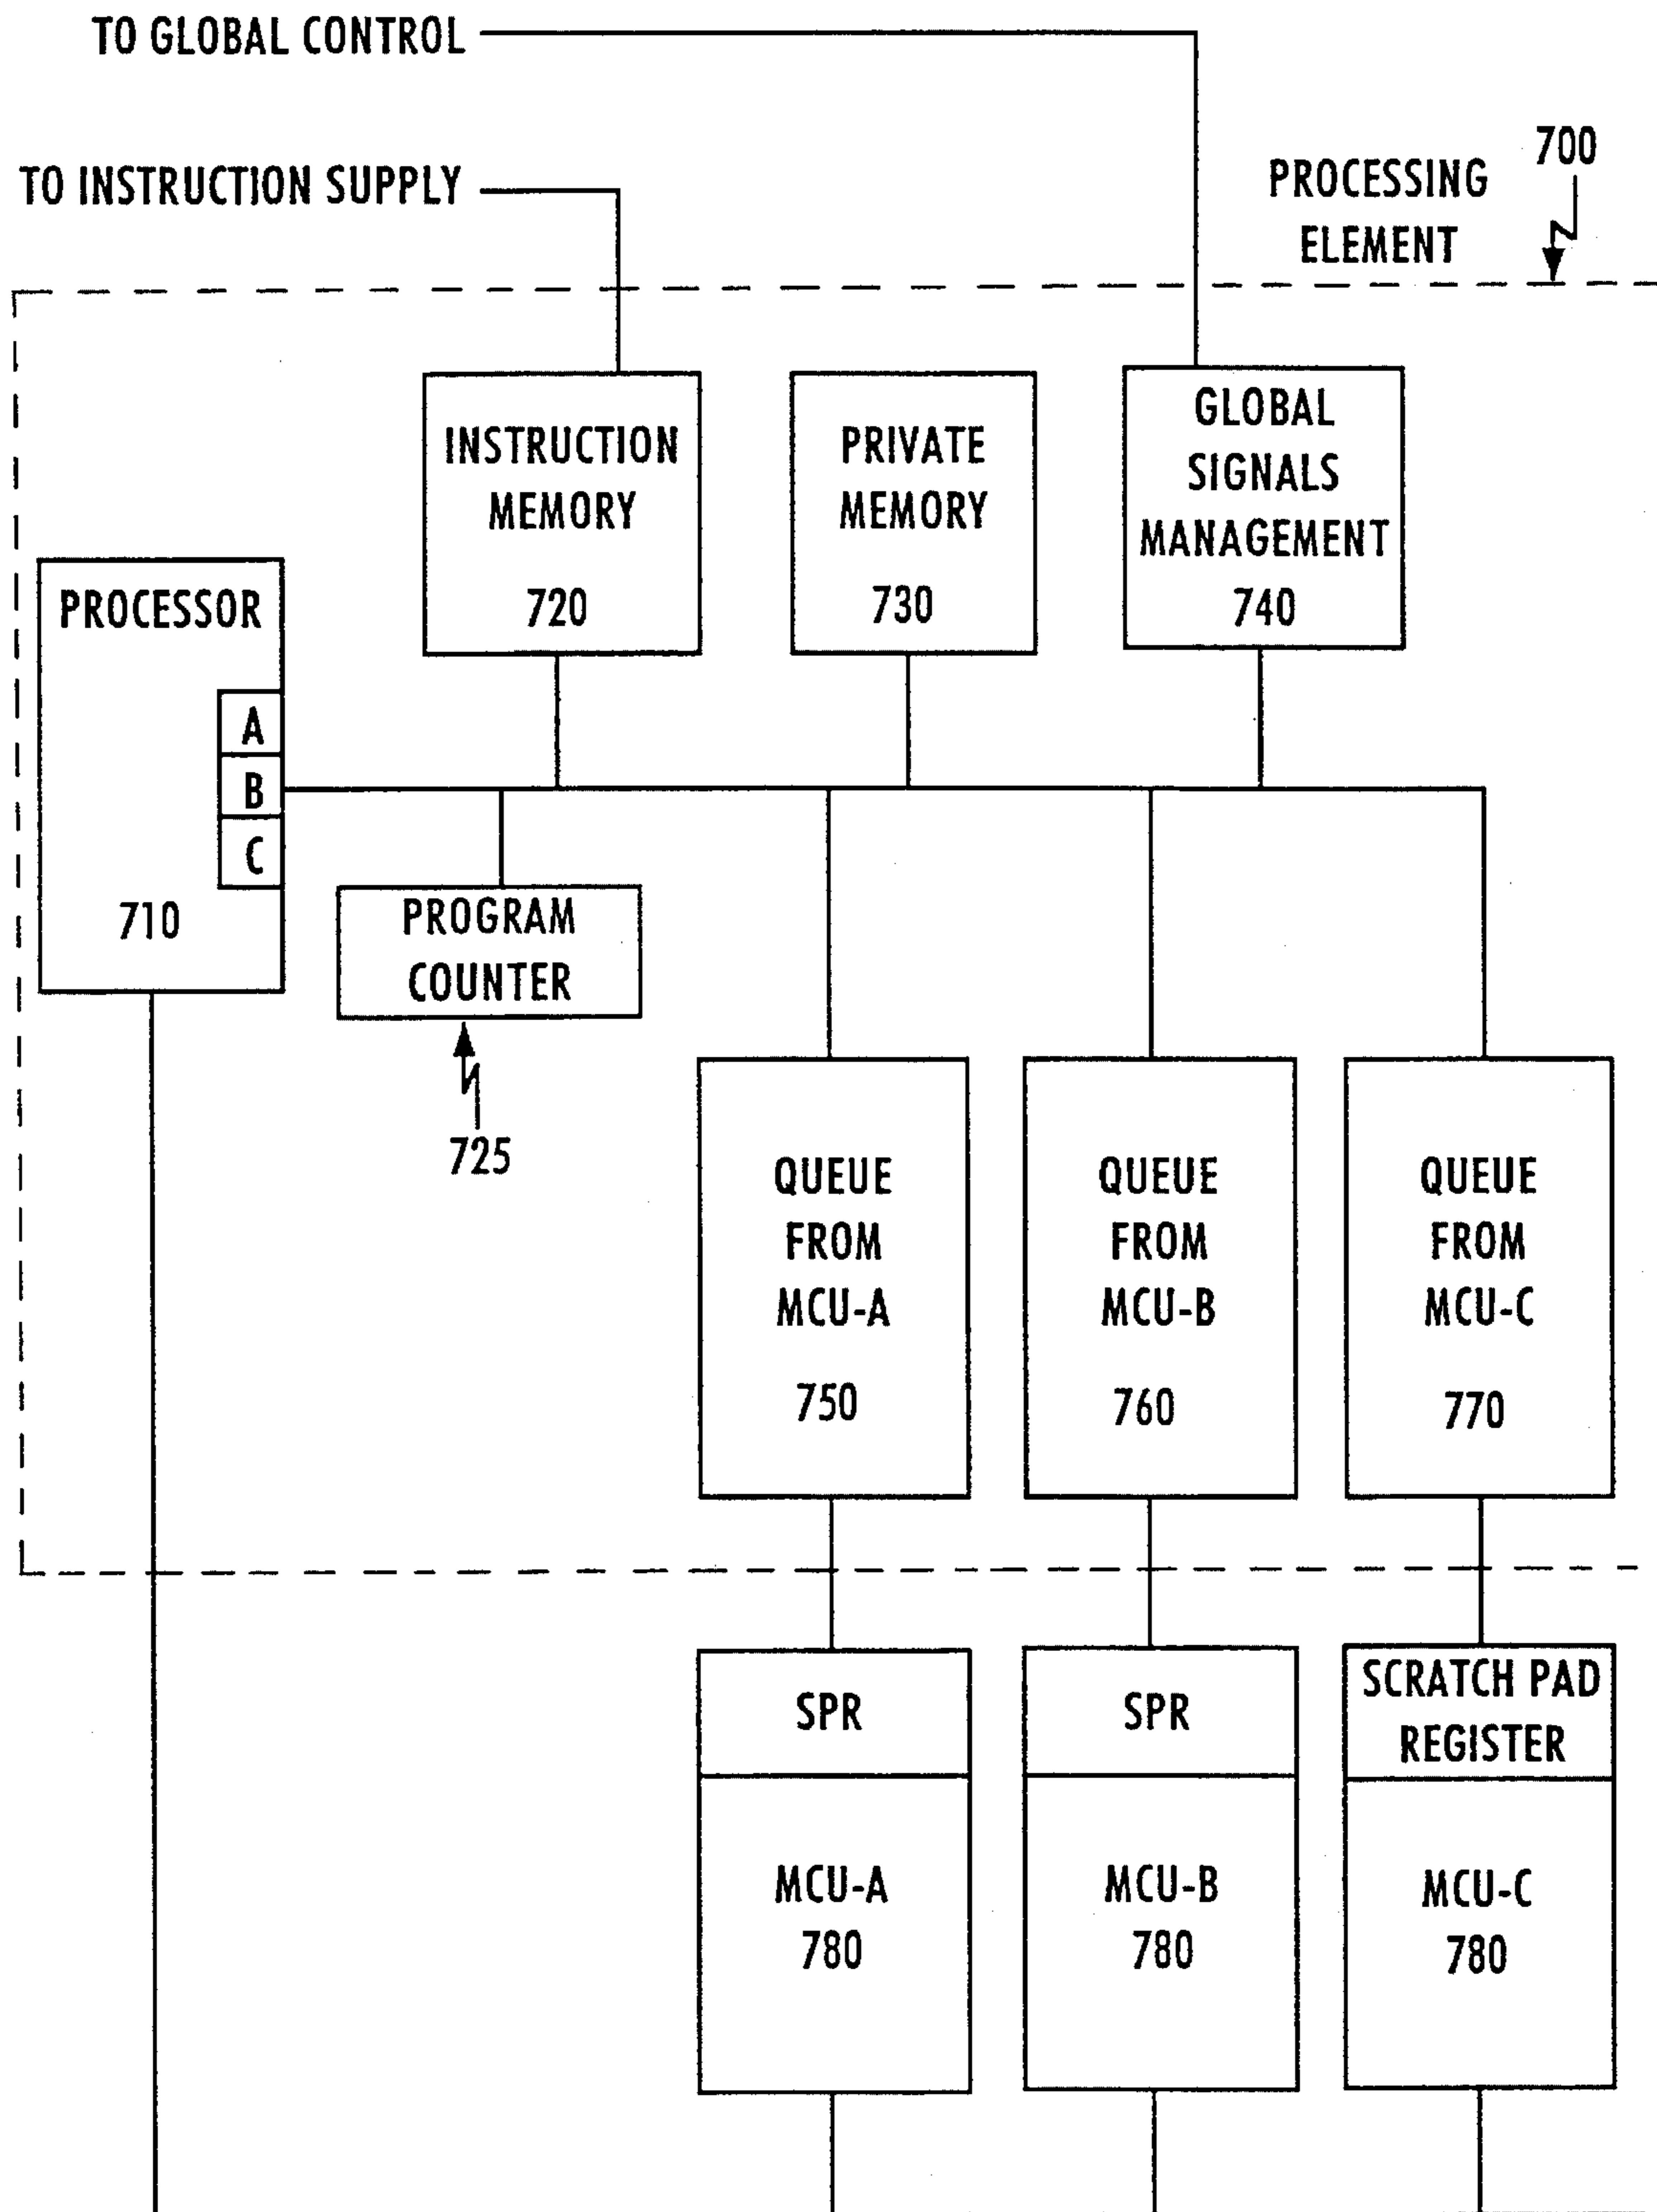 TO GLOBAL CONTROL
TO INSTRUCTION SUPPLY
PROCESSING
ELEMENT
700
INSTRUCTION
MEMORY
720
PRIVATE
MEMORY
730
GLOBAL
SIGNALS
MANAGEMENT
740
PROCESSOR
A
B
C
710
PROGRAM
COUNTER
725
QUEUE
FROM
MCU-A
750
QUEUE
FROM
MCU-B
760
QUEUE
FROM
MCU-C
770
SPR
MCU-A
780
SPR
MCU-B
780
SCRATCH PAD
REGISTER
MCU-C
780